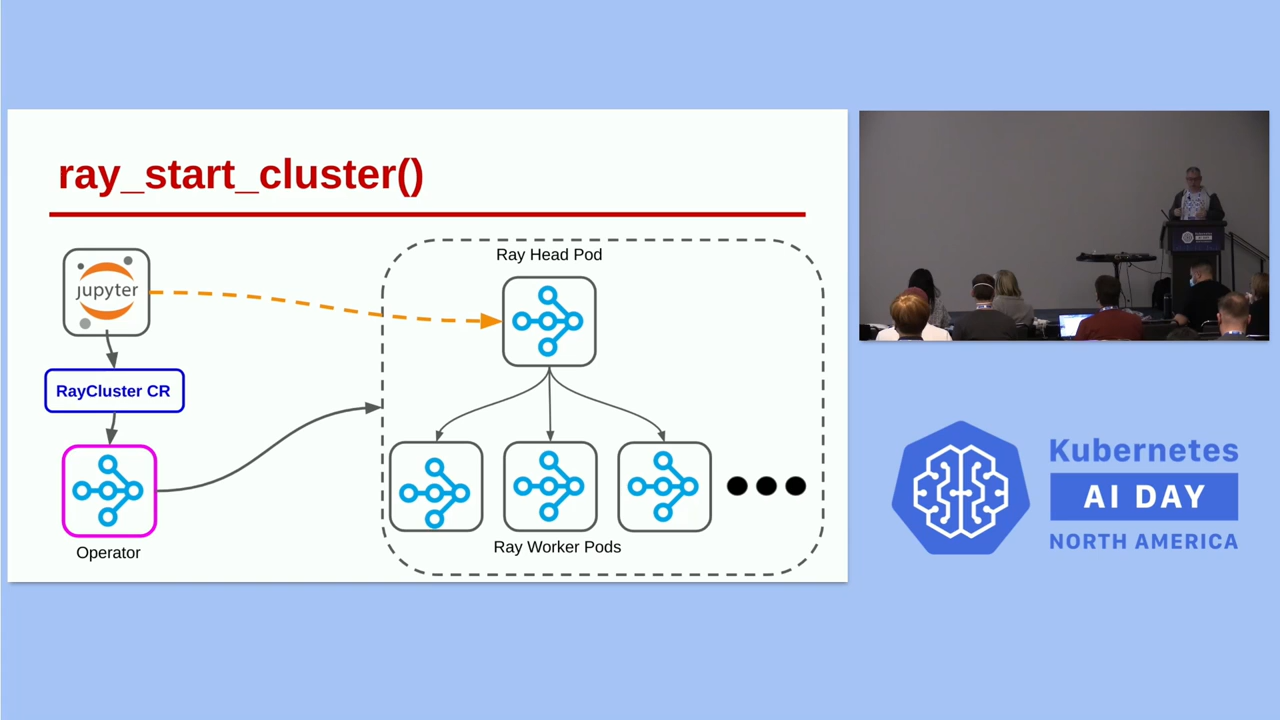 ray_start_cluster()
Ray Head Pod
jupyter
RayCluster CR
Operator
Ray Worker Pods
Kubernetes
AI DAY
NORTH AMERICA